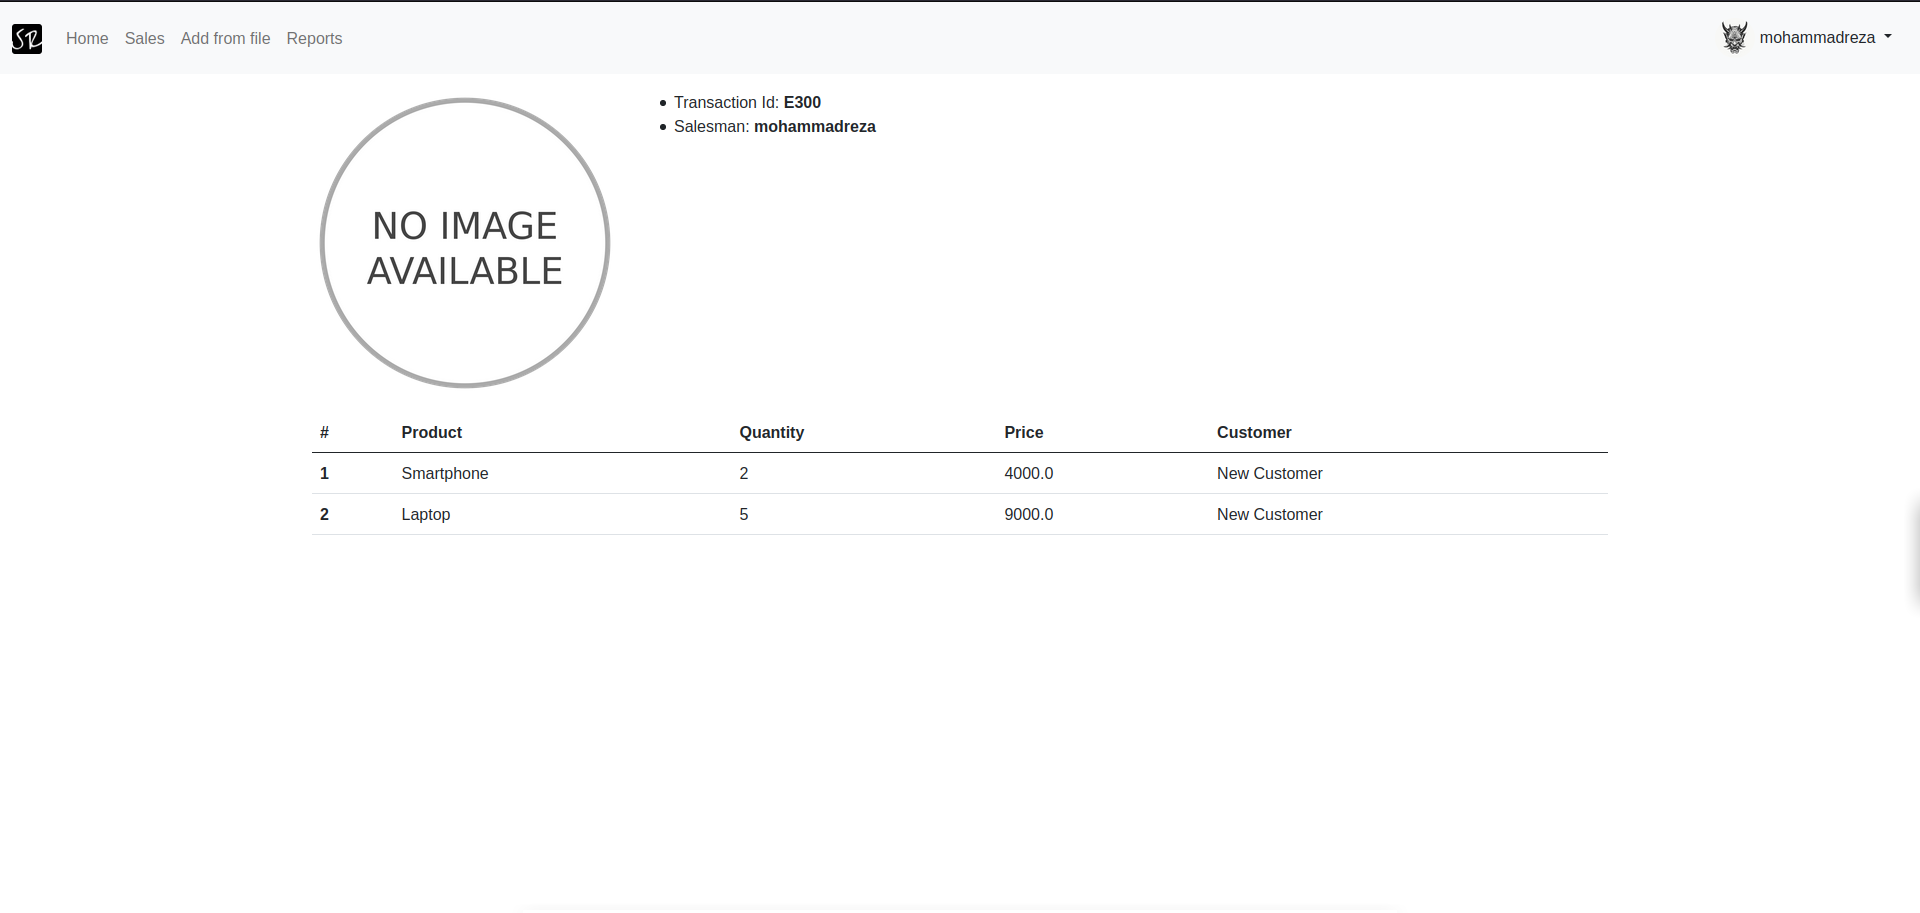 SR Home Sales Add from file Reports mohammadreza
Transaction Id: E300
Salesman: mohammadreza
NO IMAGE
AVAILABLE
# Product Quantity Price Customer
1 Smartphone 2 4000.0 New Customer
2 Laptop 5 9000.0 New Customer